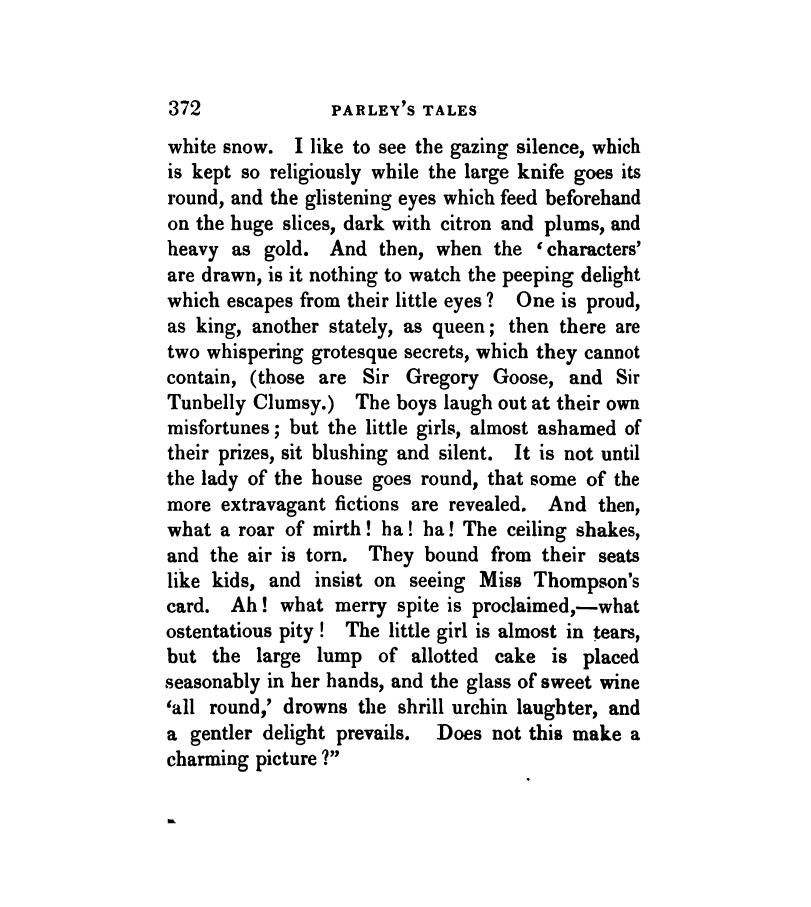 372 PARLEY'S TALES
white snow. I like to see the gazing silence, which
is kept so religiously while the large knife goes its
round, and the glistening eyes which feed beforehand
on the huge slices, dark with citron and plums, and
heavy as gold. And then, when the ‘characters’
are drawn, is it nothing to watch the peeping delight
which escapes from their little eyes? One is proud,
as king, another stately, as queen; then there are
two whispering grotesque secrets, which they cannot
contain, (those are Sir Gregory Goose, and Sir
Tunbelly Clumsy.) The boys laugh out at their own
misfortunes; but the little girls, almost ashamed of
their prizes, sit blushing and silent. It is not until
the lady of the house goes round, that some of the
more extravagant fictions are revealed. And then,
what a roar of mirth! ha! ha! The ceiling shakes,
and the air is torn. They bound from their seats
like kids, and insist on seeing Miss Thompson's
card. Ah! what merry spite is proclaimed,—what
ostentatious pity! The little girl is almost in tears,
but the large lump of allotted cake is placed
seasonably in her hands, and the glass of sweet wine
‘all round,’ drowns the shrill urchin laughter, and
a gentler delight prevails. Does not this make a
charming picture?”